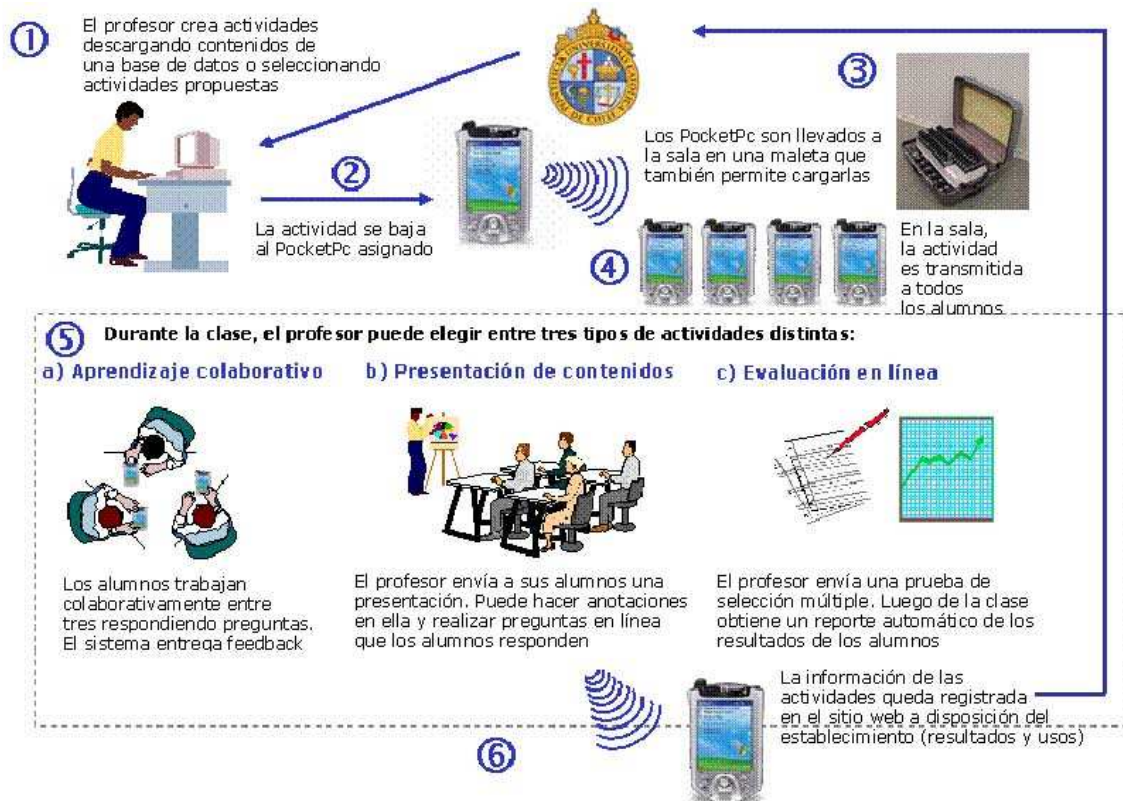 1
El profesor crea actividades
descargando contenidos de
una base de datos o seleccionando
actividades propuestas
2
La actividad se baja
al PocketPc asignado
3
Los PocketPc son llevados a
la sala en una maleta que
también permite cargarlas
4
En la sala,
la actividad
es transmitida
a todos
los alumnos
5
Durante la clase, el profesor puede elegir entre tres tipos de actividades distintas:
a) Aprendizaje colaborativo
Los alumnos trabajan
colaborativamente entre
tres respondiendo preguntas.
El sistema entrega feedback
b) Presentación de contenidos
El profesor envía a sus alumnos una
presentación. Puede hacer anotaciones
en ella y realizar preguntas en línea
que los alumnos responden
c) Evaluación en línea
El profesor envía una prueba de
selección múltiple. Luego de la clase
obtiene un reporte automático de los
resultados de los alumnos
6
La información de las
actividades queda registrada
en el sitio web a disposición del
establecimiento (resultados y usos)